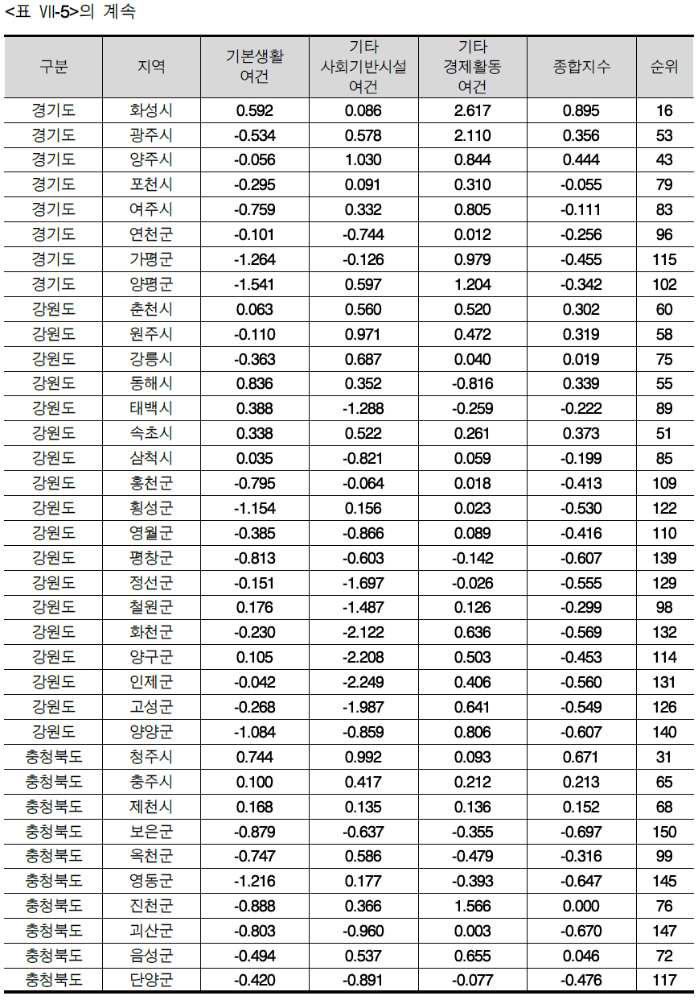 <표 Ⅶ-5>의 계속
구분 지역 기본생활 여건 기타 사회기반시설 여건 기타 경제활동 여건 종합지수 순위
경기도 화성시 0.592 0.086 2.617 0.895 16
경기도 광주시 -0.534 0.578 2.110 0.356 53
경기도 양주시 -0.056 1.030 0.844 0.444 43
경기도 포천시 -0.295 0.091 0.310 -0.055 79
경기도 여주시 -0.759 0.332 0.805 -0.111 83
경기도 연천군 -0.101 -0.744 0.012 -0.256 96
경기도 가평군 -1.264 -0.126 0.979 -0.455 115
경기도 양평군 -1.541 0.597 1.204 -0.342 102
강원도 춘천시 0.063 0.560 0.520 0.302 60
강원도 원주시 -0.110 0.971 0.472 0.319 58
강원도 강릉시 -0.363 0.687 0.040 0.019 75
강원도 동해시 0.836 0.352 -0.816 0.339 55
강원도 태백시 0.388 -1.288 -0.259 -0.222 89
강원도 속초시 0.338 0.522 0.261 0.373 51
강원도 삼척시 0.035 -0.821 0.059 -0.199 85
강원도 홍천군 -0.795 -0.064 0.018 -0.413 109
강원도 횡성군 -1.154 0.156 0.023 -0.530 122
강원도 영월군 -0.385 -0.866 0.089 -0.416 110
강원도 평창군 -0.813 -0.603 -0.142 -0.607 139
강원도 정선군 -0.151 -1.697 -0.026 -0.555 129
강원도 철원군 0.176 -1.487 0.126 -0.299 98
강원도 화천군 -0.230 -2.122 0.636 -0.569 132
강원도 양구군 0.105 -2.208 0.503 -0.453 114
강원도 인제군 -0.042 -2.249 0.406 -0.560 131
강원도 고성군 -0.268 -1.987 0.641 -0.549 126
강원도 양양군 -1.084 -0.859 0.806 -0.607 140
충청북도 청주시 0.744 0.992 0.093 0.671 31
충청북도 충주시 0.100 0.417 0.212 0.213 65
충청북도 제천시 0.168 0.135 0.136 0.152 68
충청북도 보은군 -0.879 -0.637 -0.355 -0.697 150
충청북도 옥천군 -0.747 0.586 -0.479 -0.316 99
충청북도 영동군 -1.216 0.177 -0.393 -0.647 145
충청북도 진천군 -0.888 0.366 1.566 0.000 76
충청북도 괴산군 -0.803 -0.960 0.003 -0.670 147
충청북도 음성군 -0.494 0.537 0.655 0.046 72
충청북도 단양군 -0.420 -0.891 -0.077 -0.476 117